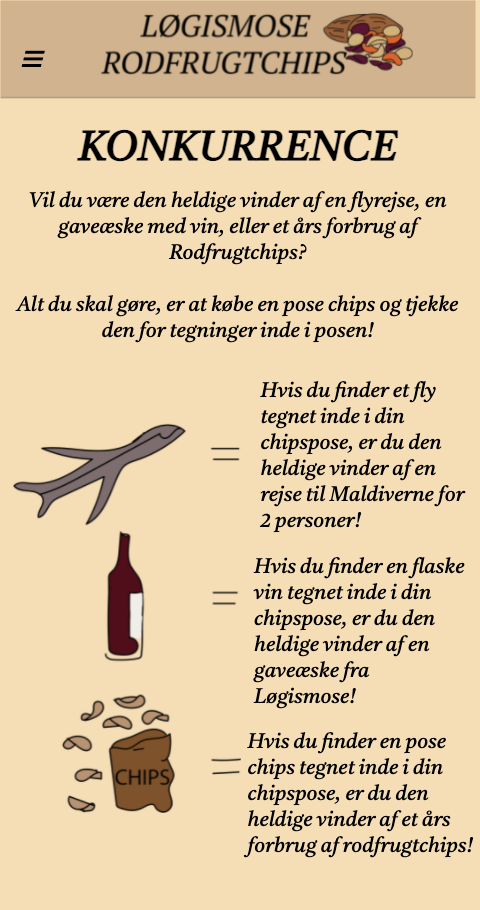 LØGISMOSE
RODFRUGTCHIPS
KONKURRENCE
Vil du være den heldige vinder af en flyrejse, en
gaveæske med vin, eller et års forbrug af
Rodfrugtchips?
Alt du skal gøre, er at købe en pose chips og tjekke
den for tegninger inde i posen!
Hvis du finder et fly
tegnet inde i din
chipspose, er du den
heldige vinder af en
rejse til Maldiverne for
2 personer!
Hvis du finder en flaske
vin tegnet inde i din
chipspose, er du den
heldige vinder af en
gaveæske fra
Løgismose!
CHIPS
Hvis du finder en pose
chips tegnet inde i din
chipspose, er du den
heldige vinder af et års
forbrug af rodfrugtchips!